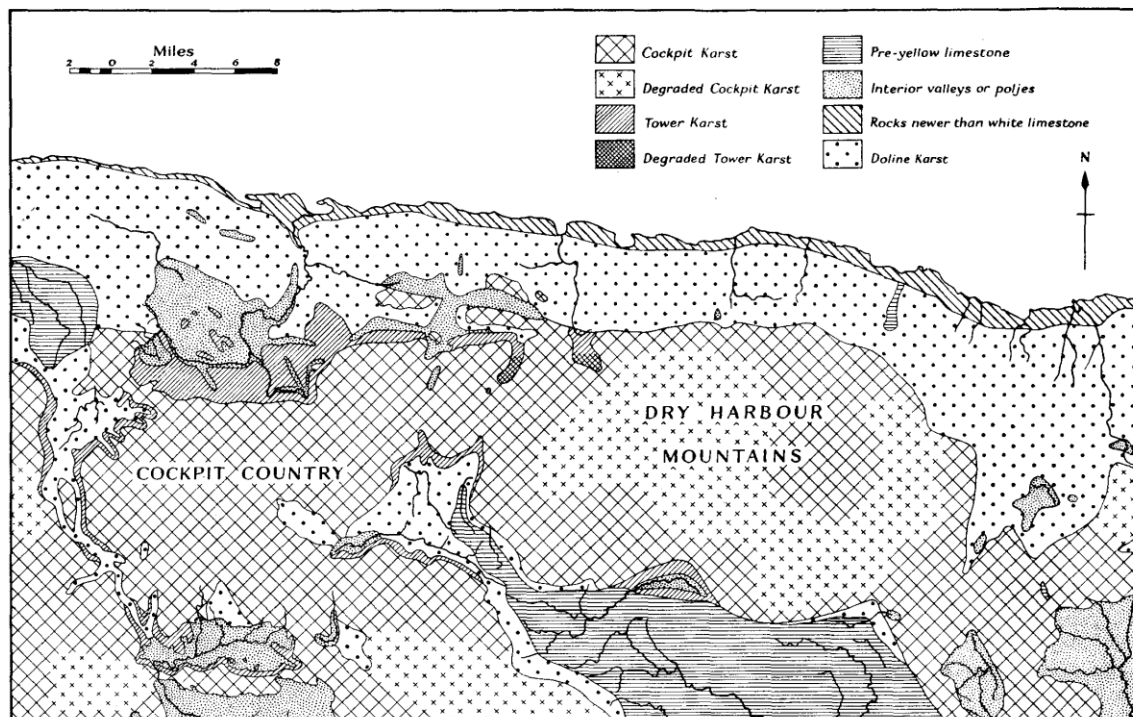 Miles
2 0 2 4 6 8
Cockpit Karst
Degraded Cockpit Karst
Tower Karst
Degraded Tower Karst
Pre-yellow limestone
Interior valleys or poljes
Rocks newer than white limestone
Doline Karst
N
DRY HARBOUR
MOUNTAINS
COCKPIT COUNTRY